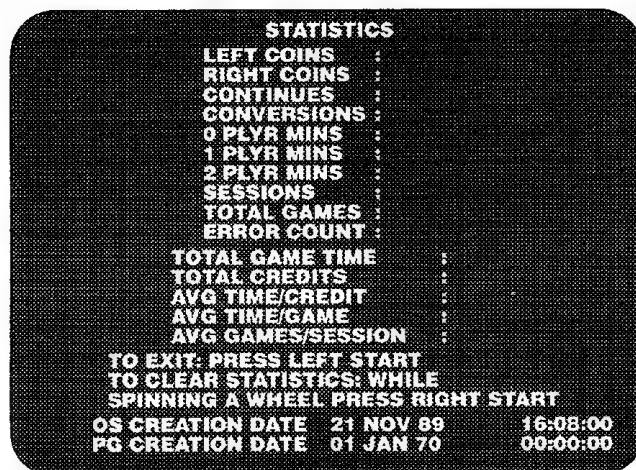 STATISTICS
LEFT COINS :
RIGHT COINS :
CONTINUES :
CONVERSIONS :
0 PLYR MINS :
1 PLYR MINS :
2 PLYR MINS :
SESSIONS :
TOTAL GAMES :
ERROR COUNT :
TOTAL GAME TIME :
TOTAL CREDITS :
AVG TIME/CREDIT :
AVG TIME/GAME :
AVG GAMES/SESSION :
TO EXIT: PRESS LEFT START
TO CLEAR STATISTICS: WHILE
SPINNING A WHEEL PRESS RIGHT START
OS CREATION DATE 21 NOV 89 16:08:00
PG CREATION DATE 01 JAN 70 00:00:00